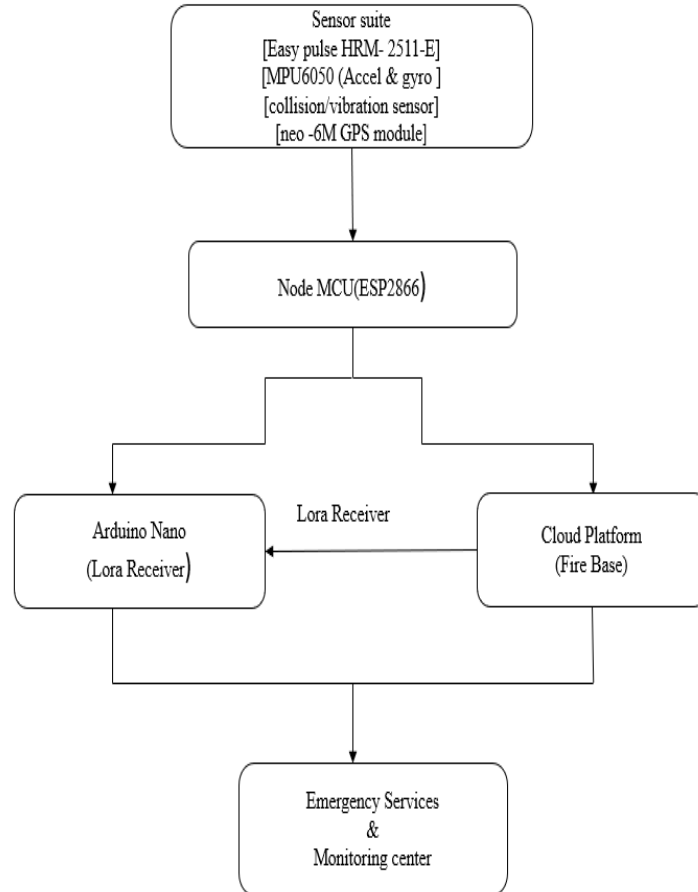 Sensor suite
[Easy pulse HRM- 2511-E]
[MPU6050 (Accel & gyro ]
[collision/vibration sensor]
[neo -6M GPS module]
Node MCU(ESP2866)
Arduino Nano
(Lora Receiver)
Lora Receiver
Cloud Platform
(Fire Base)
Emergency Services
&
Monitoring center